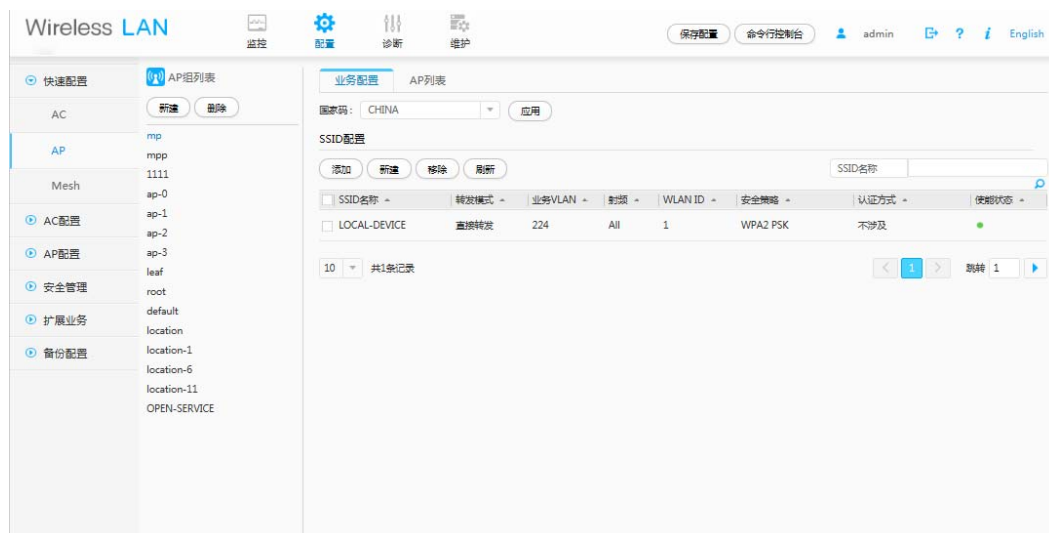 Wireless LAN
监控
配置
诊断
维护
保存配置
命令行控制台
admin
?
i
English
快速配置
AC
AP
Mesh
AC配置
AP配置
安全管理
扩展业务
备份配置
AP组列表
新建
删除
mp
mpp
1111
ap-0
ap-1
ap-2
ap-3
leaf
root
default
location
location-1
location-6
location-11
OPEN-SERVICE
业务配置 AP列表
国家码： CHINA 应用
SSID配置
添加 新建 移除 刷新 SSID名称
SSID名称 转发模式 业务VLAN 射频 WLAN ID 安全策略 认证方式 使能状态
LOCAL-DEVICE 直接转发 224 All 1 WPA2 PSK 不涉及
10 共1条记录 < 1 > 跳转 1